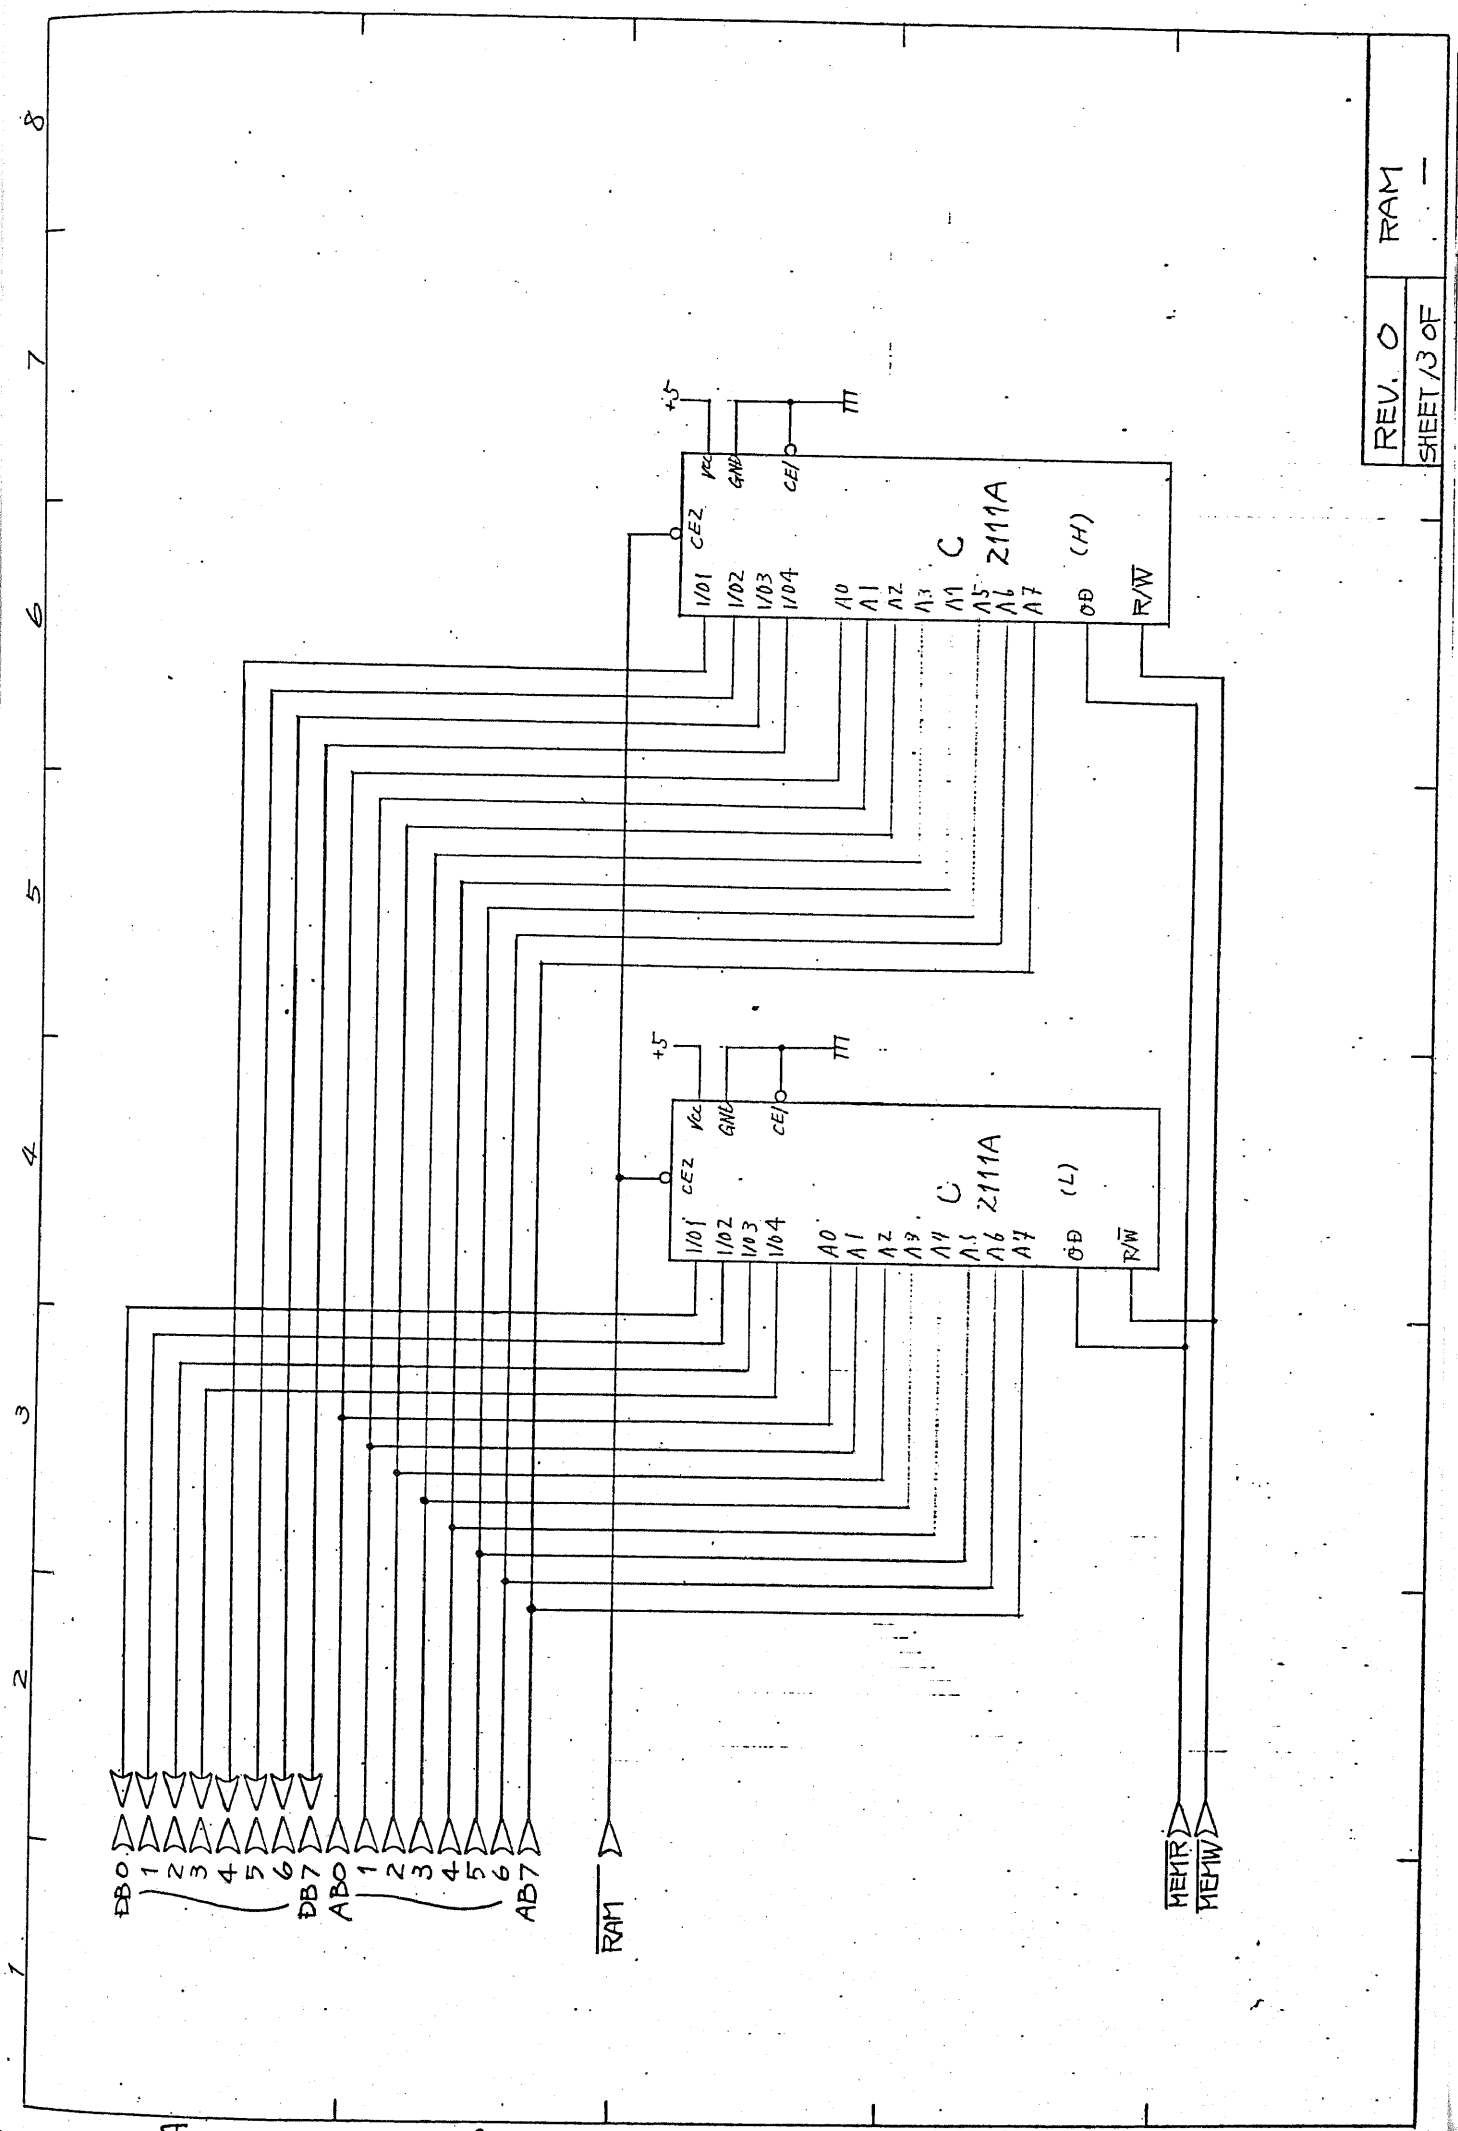 1 2 3 4 5 6 7 8
A
DB0
1
2
3
4
5
6
DB7
AB0
1
2
3
4
5
6
AB7
RAM
MEMR
MEMW
CE2
I/O1
I/O2
I/O3
I/O4
A0
A1
A2
A3
A4
A5
A6
A7
OD
R/W
Vcc
GND
CE1
+5
C
2111A
(L)
CE2
I/O1
I/O2
I/O3
I/O4
A0
A1
A2
A3
A4
A5
A6
A7
OD
R/W
Vcc
GND
CE1
+5
C
2111A
(H)
REV. 0
RAM
SHEET 13 OF
-